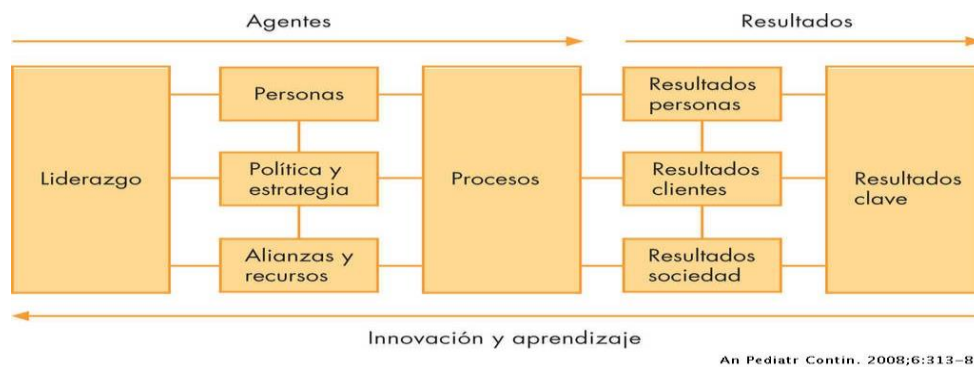 Agentes
Resultados
Liderazgo
Personas
Política y
estrategia
Alianzas y
recursos
Procesos
Resultados
personas
Resultados
clientes
Resultados
sociedad
Resultados
clave
Innovación y aprendizaje
An Pediatr Contin. 2008;6:313-8